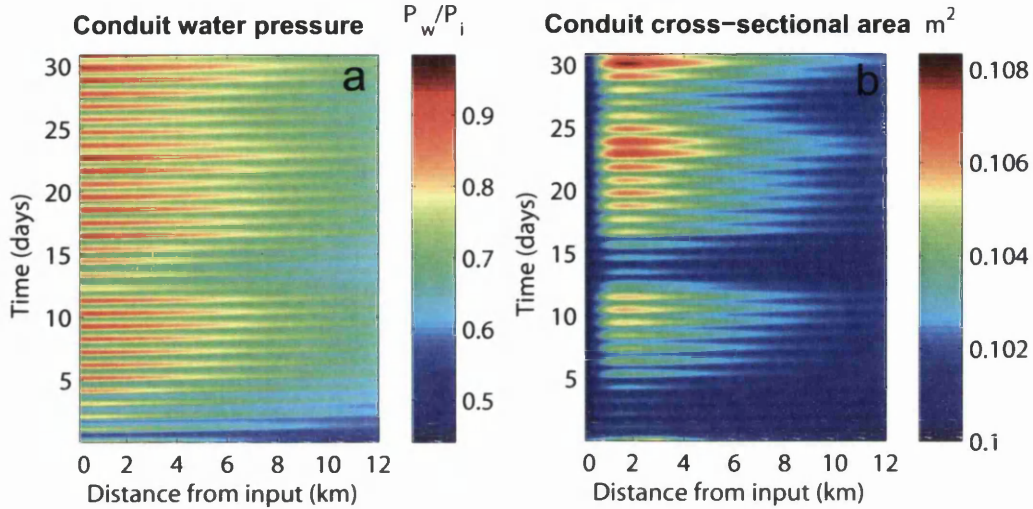 Conduit water pressure
P_w/P_i
a
Time (days)
30
25
20
15
10
5
0 2 4 6 8 10 12
Distance from input (km)
0.9
0.8
0.7
0.6
0.5
Conduit cross−sectional area m²
b
Time (days)
30
25
20
15
10
5
0 2 4 6 8 10 12
Distance from input (km)
0.108
0.106
0.104
0.102
0.1